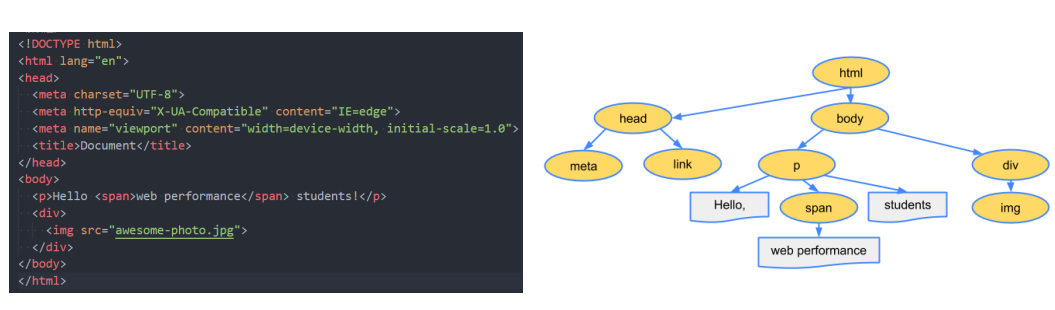 <!DOCTYPE html>
<html lang="en">
<head>
<meta charset="UTF-8">
<meta http-equiv="X-UA-Compatible" content="IE=edge">
<meta name="viewport" content="width=device-width, initial-scale=1.0">
<title>Document</title>
</head>
<body>
<p>Hello <span>web performance</span> students!</p>
<div>
<img src="awesome-photo.jpg">
</div>
</body>
</html>
html
head
body
meta
link
p
div
Hello,
span
students
img
web performance